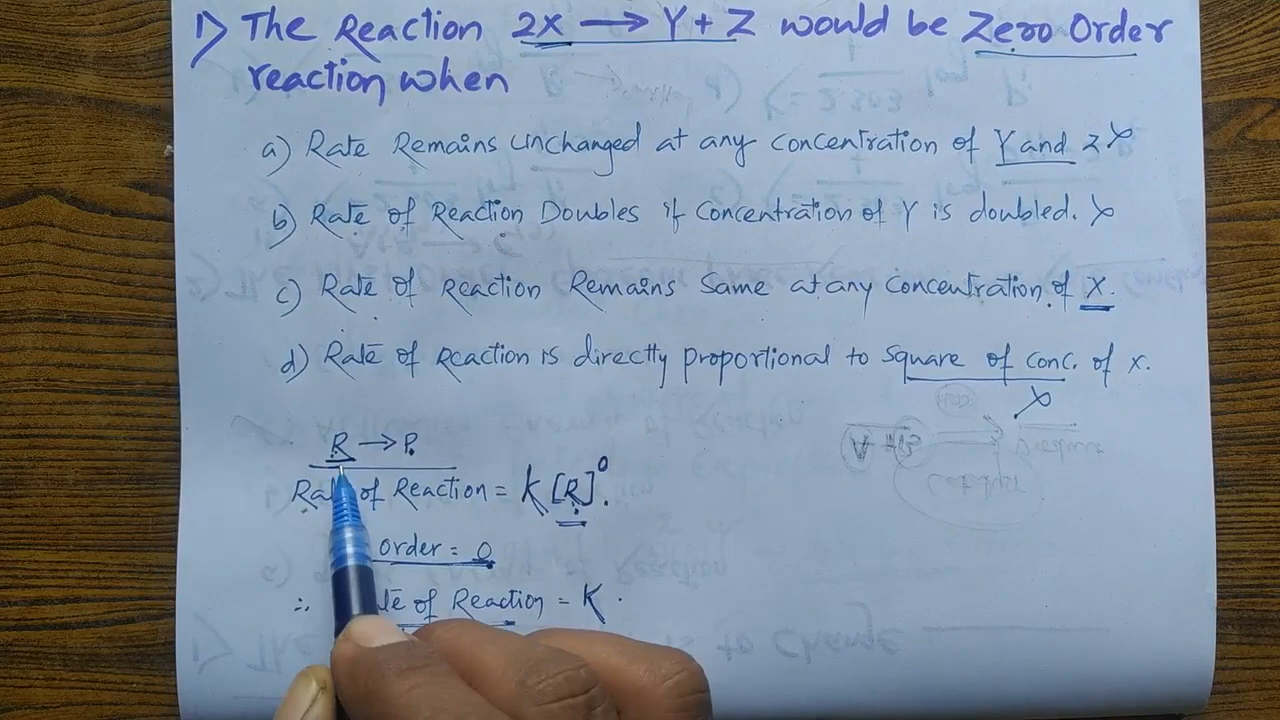 1) The Reaction 2X → Y + Z would be Zero Order
reaction when
a) Rate Remains Unchanged at any concentration of Y and Z ✗
b) Rate of Reaction Doubles if Concentration of Y is doubled. ✗
c) Rate of Reaction Remains Same at any Concentration of X.
d) Rate of Reaction is directly proportional to Square of conc. of x.
✗
R → P.
of Reaction = K [R]⁰.
order = 0
∴ of Reaction = K.